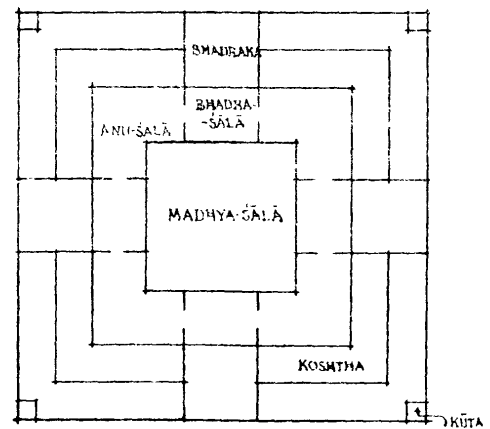 BHADRAKA
BHADRA-
-ŚĀLĀ
ANU-ŚĀLĀ
MADHYA-ŚĀLĀ
KOSHTHA
KŪTA